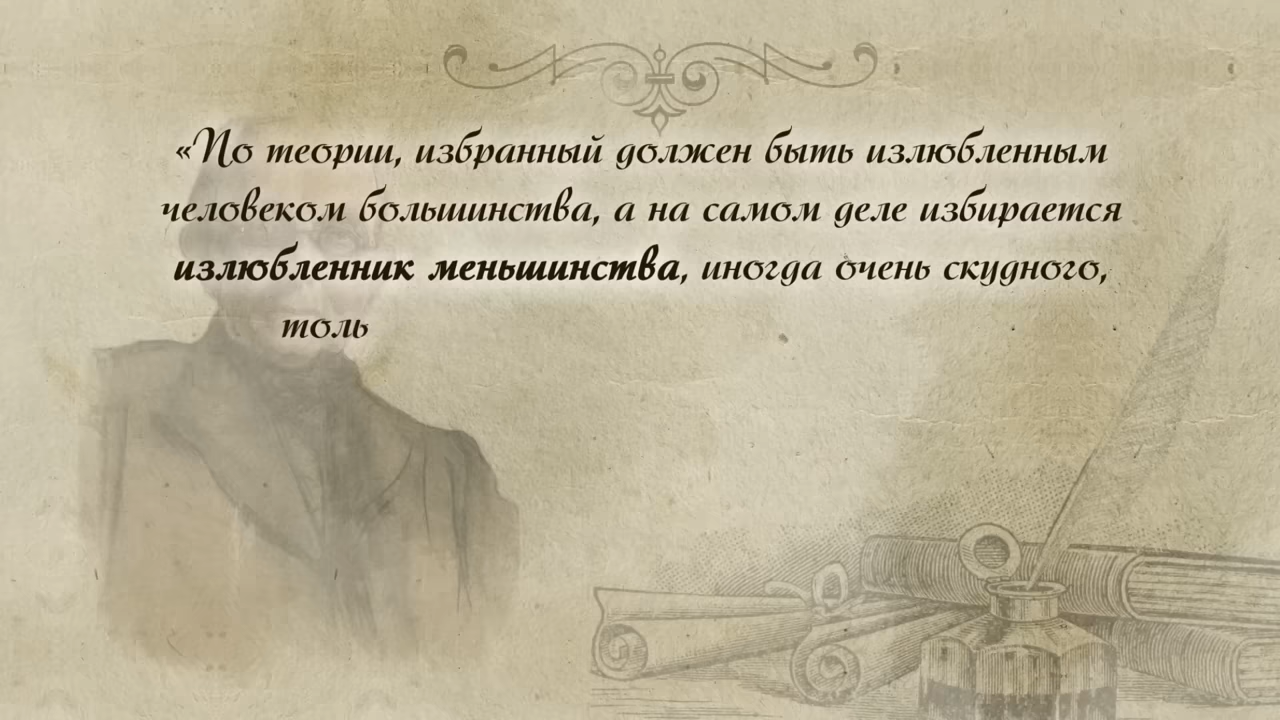 «По теории, избранный должен быть излюбленным
человеком большинства, а на самом деле избирается
излюбленник меньшинства, иногда очень скудного,
толь